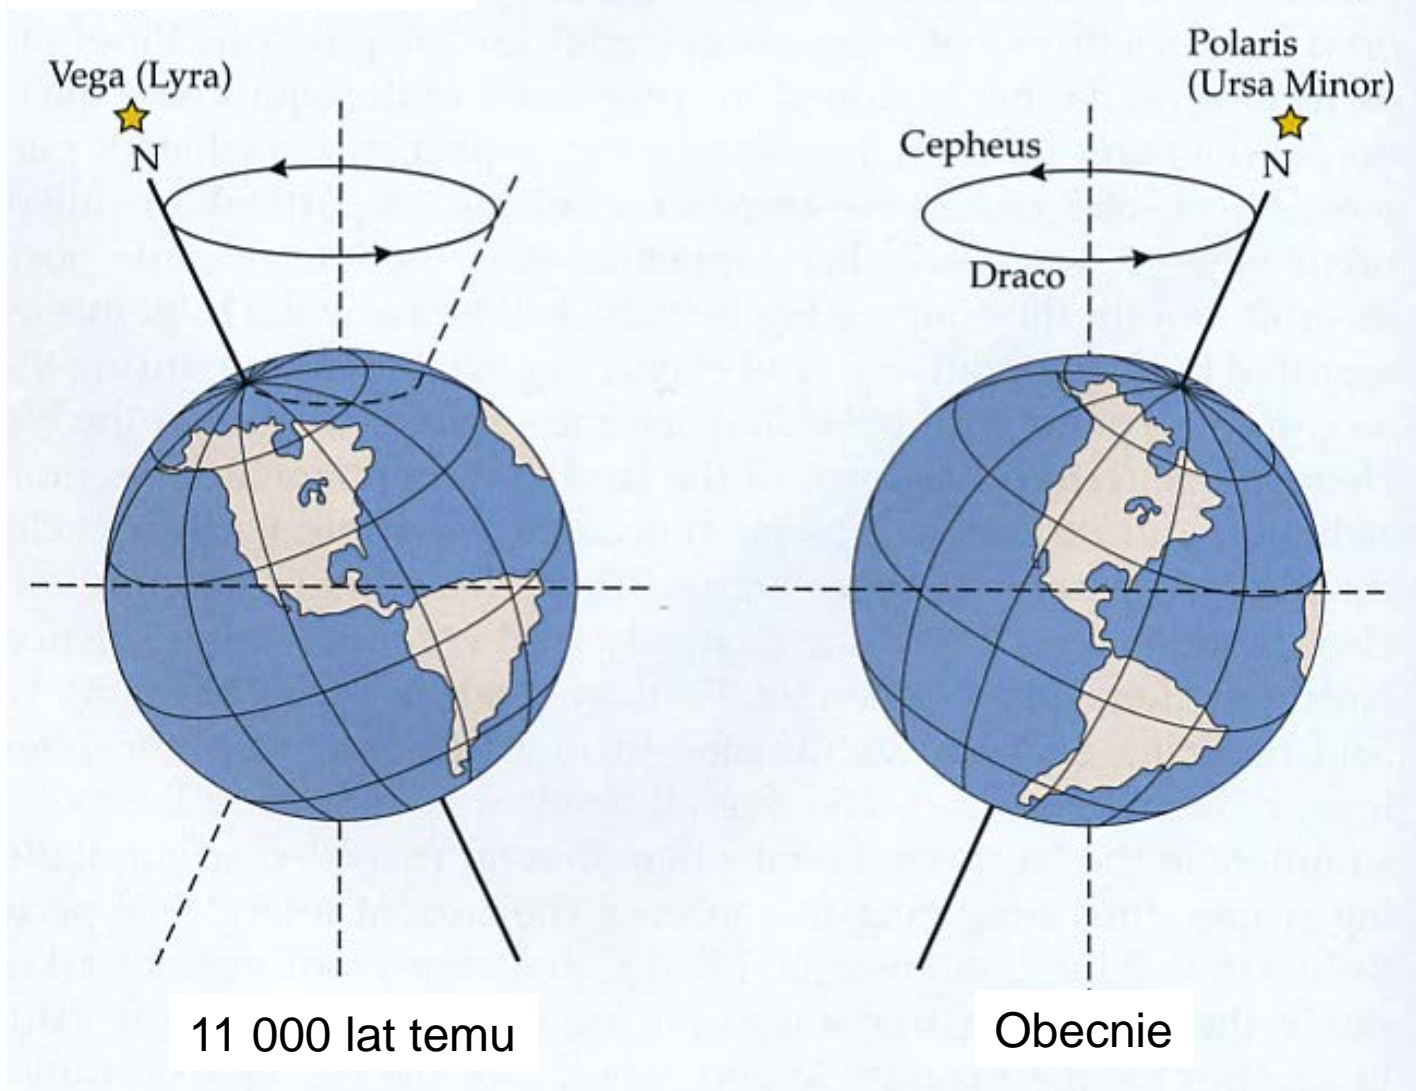 Vega (Lyra)
N
11 000 lat temu
Polaris
(Ursa Minor)
N
Cepheus
Draco
Obecnie